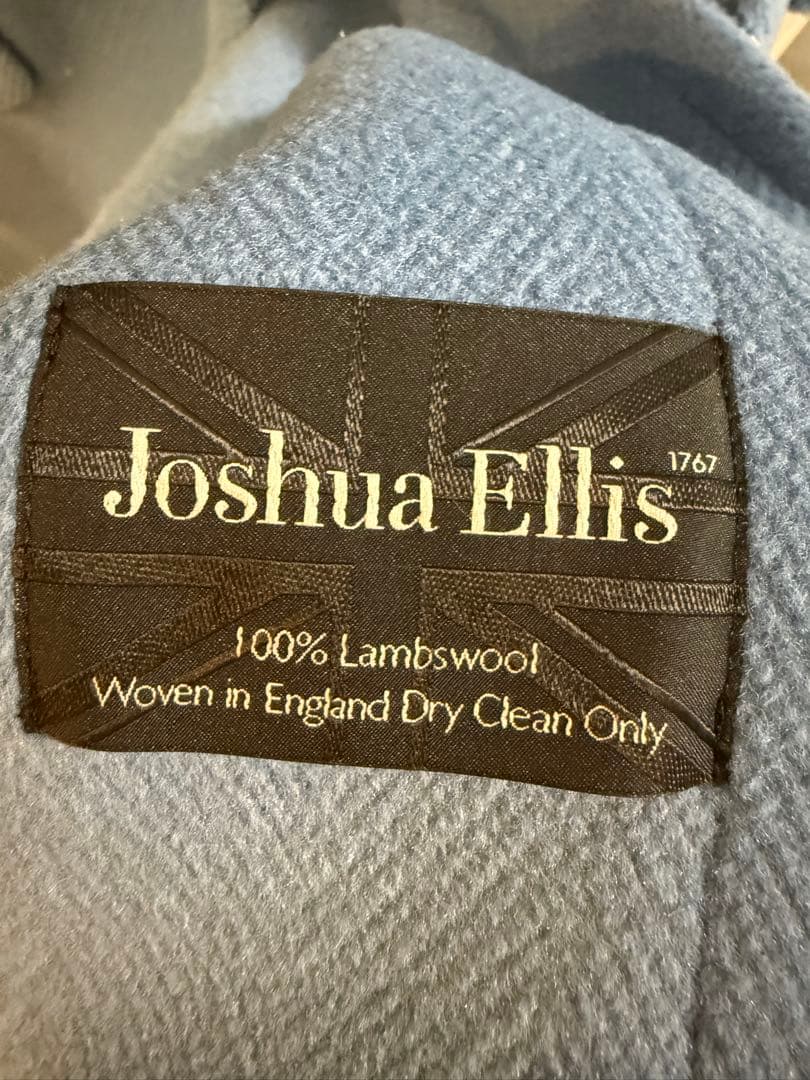 Joshua Ellis 1767
100% Lambswool
Woven in England Dry Clean Only